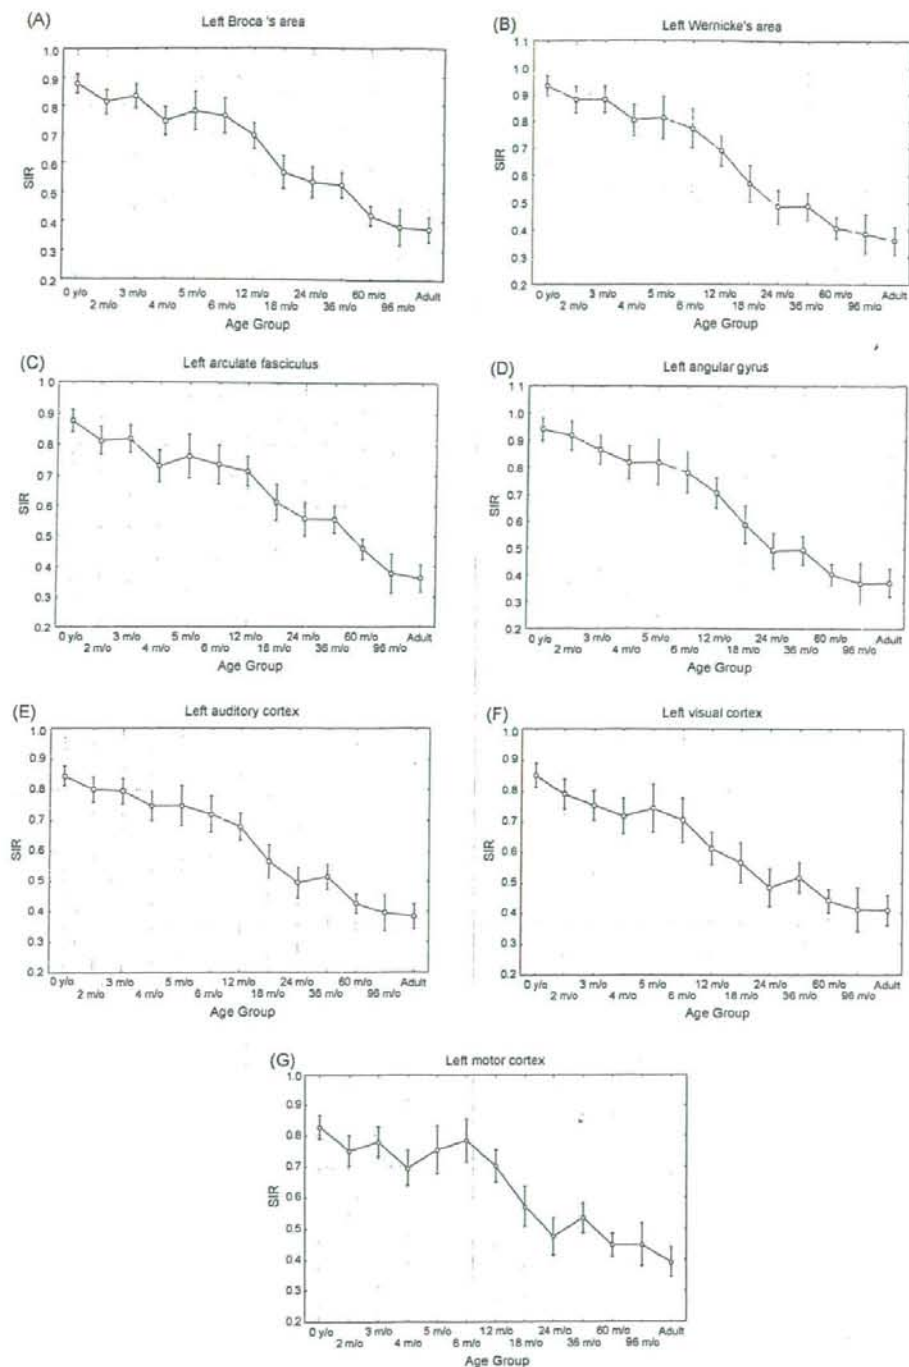 (A)
Left Broca 's area
1.0
0.9
0.8
0.7
0.6
0.5
0.4
0.3
0.2
SIR
0 y/o 3 m/o 5 m/o 12 m/o 24 m/o 60 m/o Adult
2 m/o 4 m/o 6 m/o 18 m/o 36 m/o 96 m/o
Age Group
(B)
Left Wernicke's area
1.1
1.0
0.9
0.8
0.7
0.6
0.5
0.4
0.3
0.2
SIR
0 y/o 3 m/o 5 m/o 12 m/o 24 m/o 60 m/o Adult
2 m/o 4 m/o 6 m/o 18 m/o 36 m/o 96 m/o
Age Group
(C)
Left arculate fasciculus
1.0
0.9
0.8
0.7
0.6
0.5
0.4
0.3
0.2
SIR
0 y/o 3 m/o 5 m/o 12 m/o 24 m/o 60 m/o Adult
2 m/o 4 m/o 6 m/o 18 m/o 36 m/o 96 m/o
Age Group
(D)
Left angular gyrus
1.1
1.0
0.9
0.8
0.7
0.6
0.5
0.4
0.3
0.2
SIR
0 y/o 3 m/o 5 m/o 12 m/o 24 m/o 60 m/o Adult
2 m/o 4 m/o 6 m/o 18 m/o 36 m/o 96 m/o
Age Group
(E)
Left auditory cortex
1.0
0.9
0.8
0.7
0.6
0.5
0.4
0.3
0.2
SIR
0 y/o 3 m/o 5 m/o 12 m/o 24 m/o 60 m/o Adult
2 m/o 4 m/o 6 m/o 18 m/o 36 m/o 96 m/o
Age Group
(F)
Left visual cortex
1.0
0.9
0.8
0.7
0.6
0.5
0.4
0.3
0.2
SIR
0 y/o 3 m/o 5 m/o 12 m/o 24 m/o 60 m/o Adult
2 m/o 4 m/o 6 m/o 18 m/o 36 m/o 96 m/o
Age Group
(G)
Left motor cortex
1.0
0.9
0.8
0.7
0.6
0.5
0.4
0.3
0.2
SIR
0 y/o 3 m/o 5 m/o 12 m/o 24 m/o 60 m/o Adult
2 m/o 4 m/o 6 m/o 18 m/o 36 m/o 96 m/o
Age Group